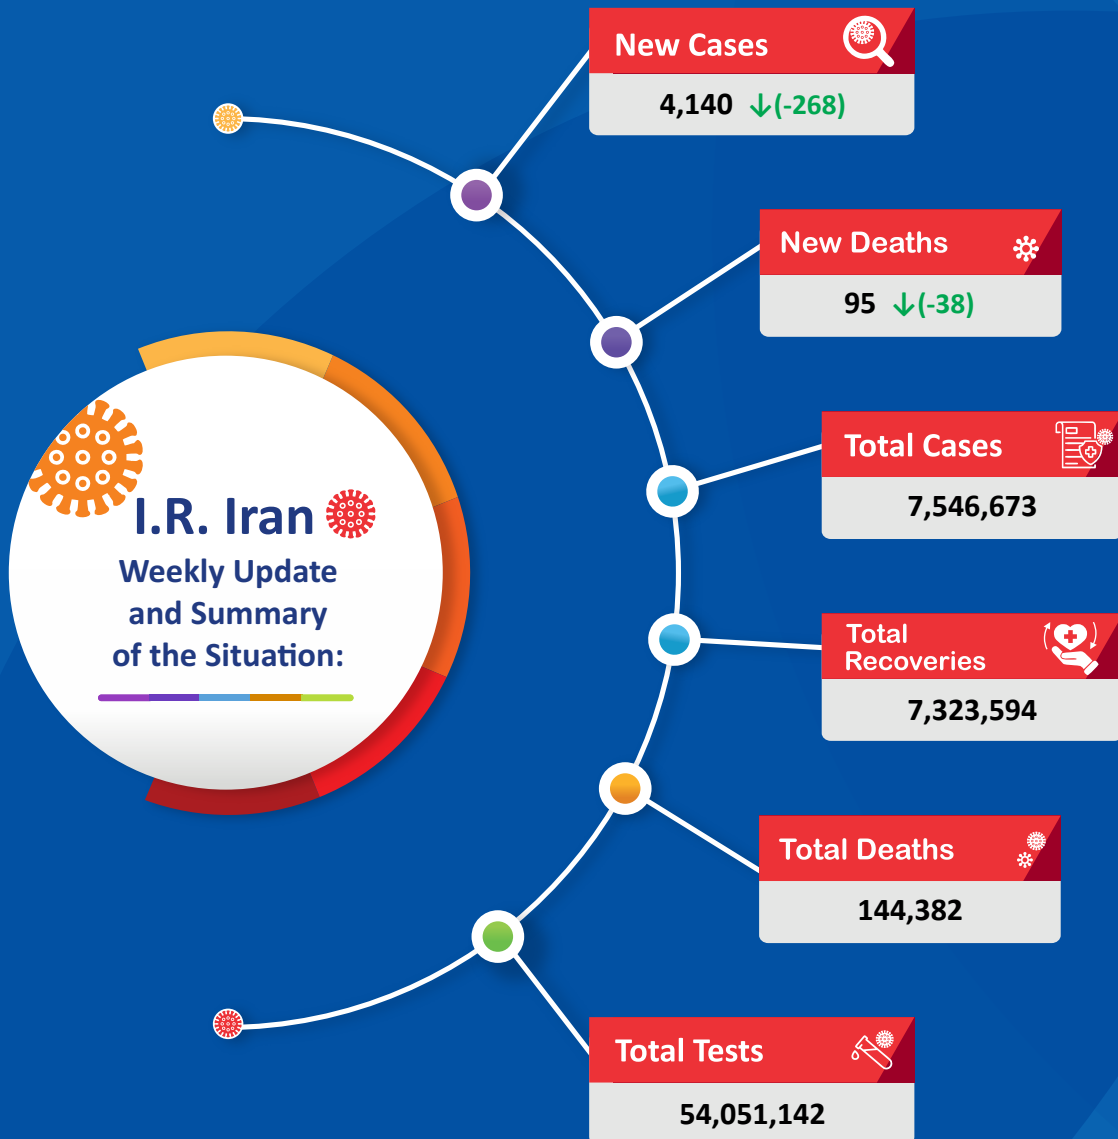 New Cases
4,140 ↓(-268)
New Deaths
95 ↓(-38)
Total Cases
7,546,673
I.R. Iran
Weekly Update
and Summary
of the Situation:
Total
Recoveries
7,323,594
Total Deaths
144,382
Total Tests
54,051,142